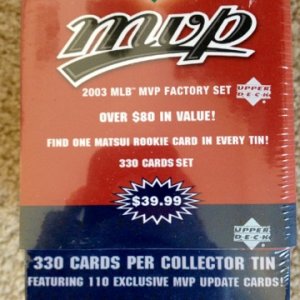 mvp
2003 MLB™ MVP FACTORY SET
UPPER DECK
OVER $80 IN VALUE!
FIND ONE MATSUI ROOKIE CARD IN EVERY TIN!
330 CARDS SET
$39.99
UPPER DECK
330 CARDS PER COLLECTOR TIN
FEATURING 110 EXCLUSIVE MVP UPDATE CARDS!